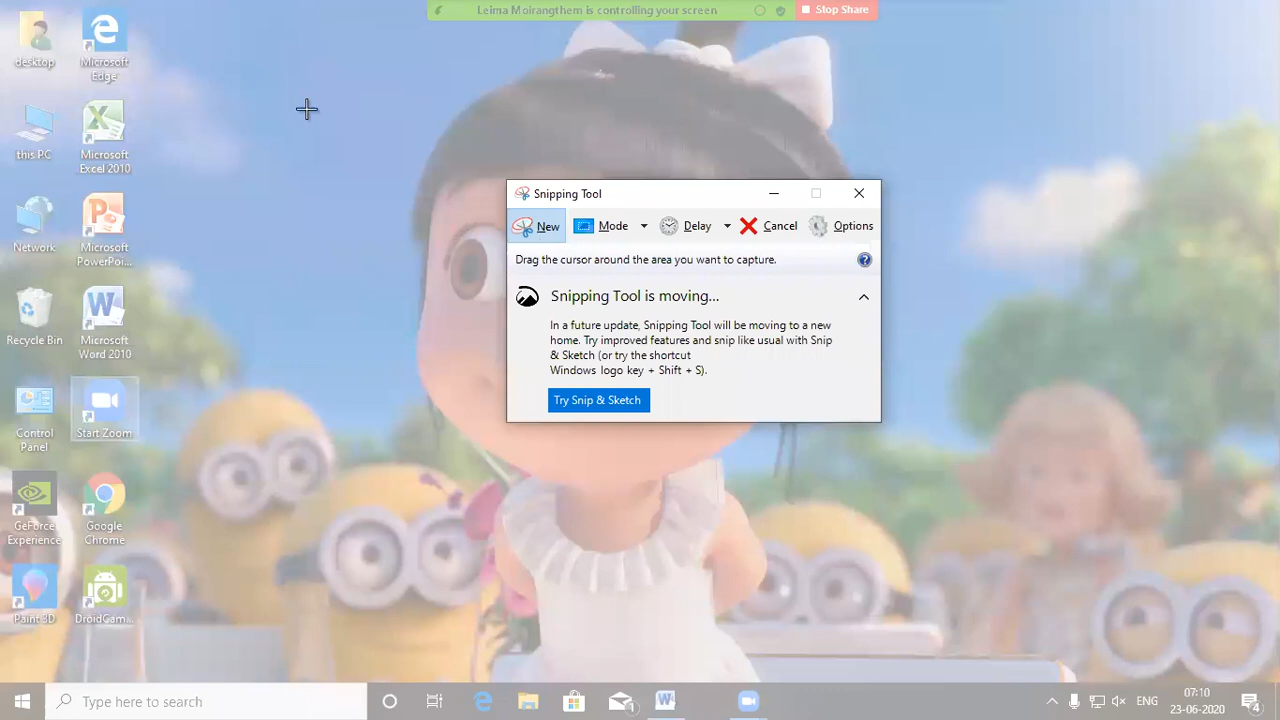 Leima Moirangthem is controlling your screen
Stop Share
desktop
Microsoft
Edge
this PC
Microsoft
Excel 2010
Network
Microsoft
PowerPoi...
Recycle Bin
Microsoft
Word 2010
Control
Panel
Start Zoom
GeForce
Experience
Google
Chrome
Paint 3D
DroidCam...
Snipping Tool
New
Mode
Delay
Cancel
Options
Drag the cursor around the area you want to capture.
Snipping Tool is moving...
In a future update, Snipping Tool will be moving to a new
home. Try improved features and snip like usual with Snip
& Sketch (or try the shortcut
Windows logo key + Shift + S).
Try Snip & Sketch
Type here to search
1
ENG
07:10
23-06-2020
4